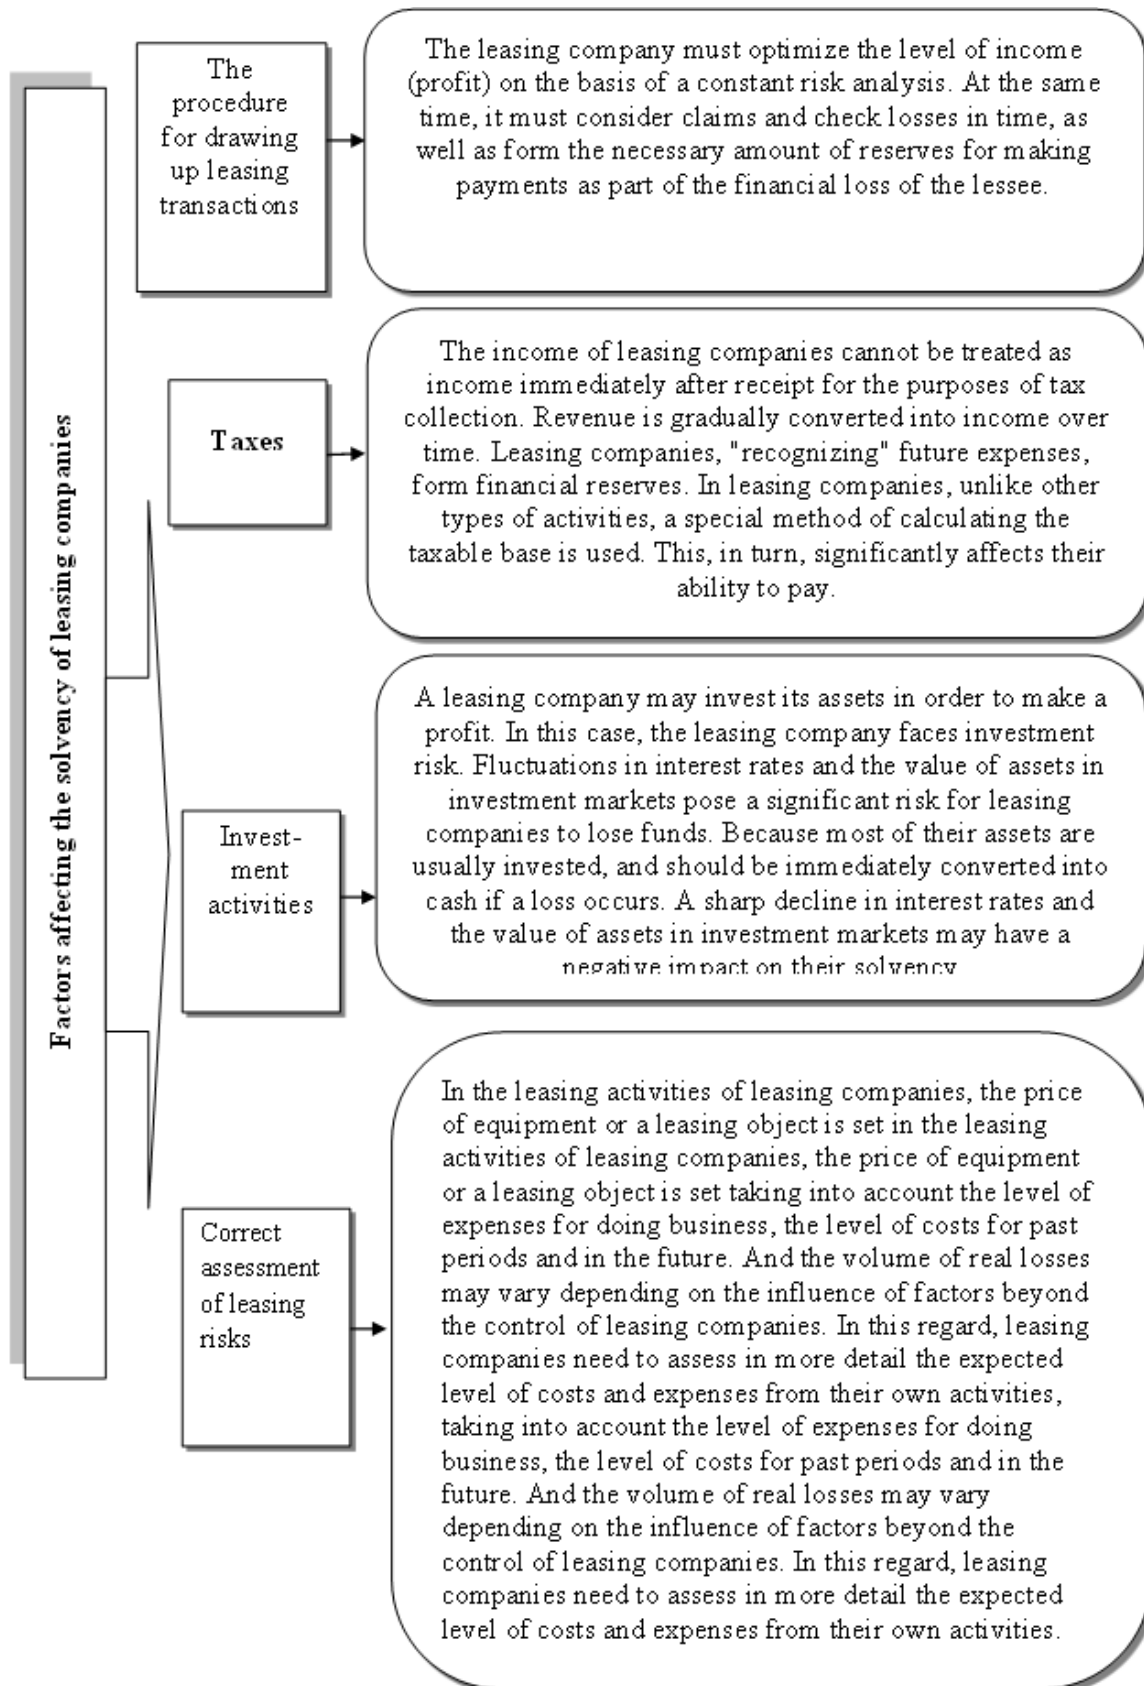 Factors affecting the solvency of leasing companies
The
procedure
for drawing
up leasing
transactions
The leasing company must optimize the level of income
(profit) on the basis of a constant risk analysis. At the same
time, it must consider claims and check losses in time, as
well as form the necessary amount of reserves for making
payments as part of the financial loss of the lessee.
Taxes
The income of leasing companies cannot be treated as
income immediately after receipt for the purposes of tax
collection. Revenue is gradually converted into income over
time. Leasing companies, "recognizing" future expenses,
form financial reserves. In leasing companies, unlike other
types of activities, a special method of calculating the
taxable base is used. This, in turn, significantly affects their
ability to pay.
Invest-
ment
activities
A leasing company may invest its assets in order to make a
profit. In this case, the leasing company faces investment
risk. Fluctuations in interest rates and the value of assets in
investment markets pose a significant risk for leasing
companies to lose funds. Because most of their assets are
usually invested, and should be immediately converted into
cash if a loss occurs. A sharp decline in interest rates and
the value of assets in investment markets may have a
negative impact on their solvency
Correct
assessment
of leasing
risks
In the leasing activities of leasing companies, the price
of equipment or a leasing object is set in the leasing
activities of leasing companies, the price of equipment
or a leasing object is set taking into account the level of
expenses for doing business, the level of costs for past
periods and in the future. And the volume of real losses
may vary depending on the influence of factors beyond
the control of leasing companies. In this regard, leasing
companies need to assess in more detail the expected
level of costs and expenses from their own activities,
taking into account the level of expenses for doing
business, the level of costs for past periods and in the
future. And the volume of real losses may vary
depending on the influence of factors beyond the
control of leasing companies. In this regard, leasing
companies need to assess in more detail the expected
level of costs and expenses from their own activities.